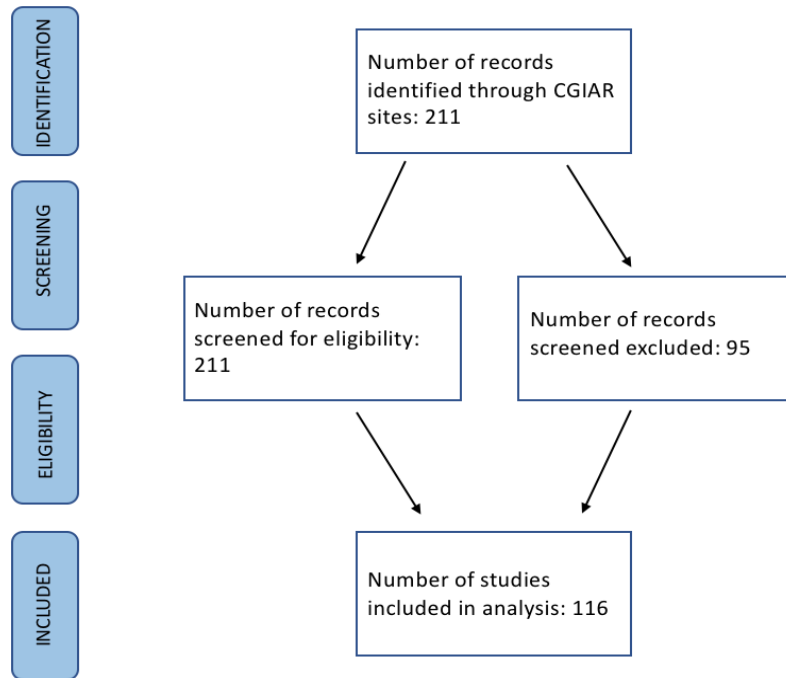 IDENTIFICATION
Number of records
identified through CGIAR
sites: 211
SCREENING
Number of records
screened for eligibility:
211
Number of records
screened excluded: 95
ELIGIBILITY
INCLUDED
Number of studies
included in analysis: 116